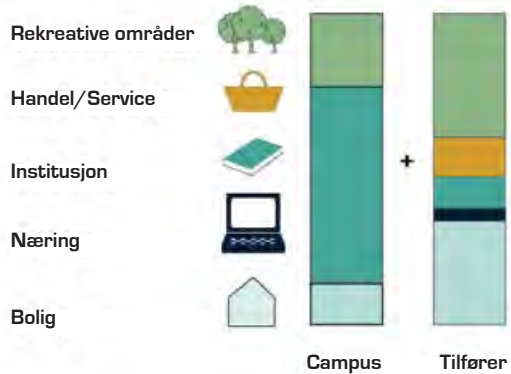 Rekreative områder
Handel/Service
Institusjon
Næring
Bolig
+
Campus
Tilfører